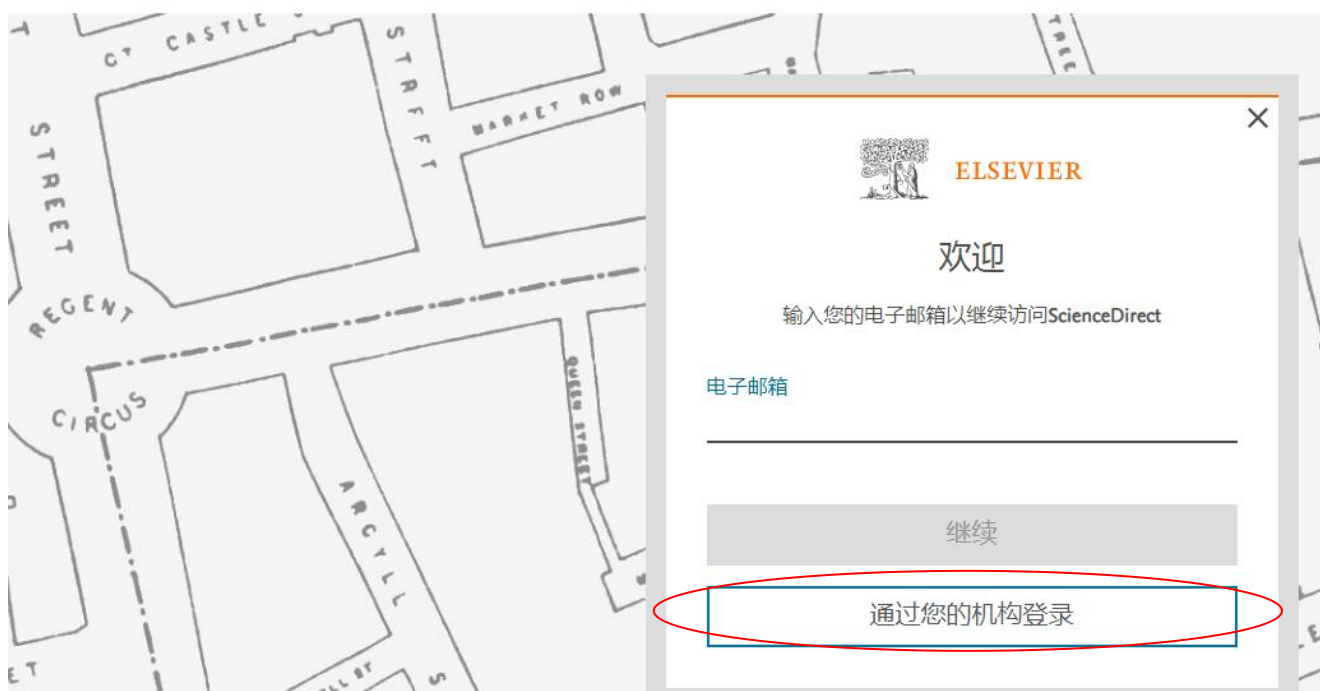 GT CASTLE
STREET
MARKET ROW
STREET
REGENT
CIRCUS
QUEEN STREET
ARGYLL
ELSEVIER
欢迎
输入您的电子邮箱以继续访问ScienceDirect
电子邮箱
继续
通过您的机构登录